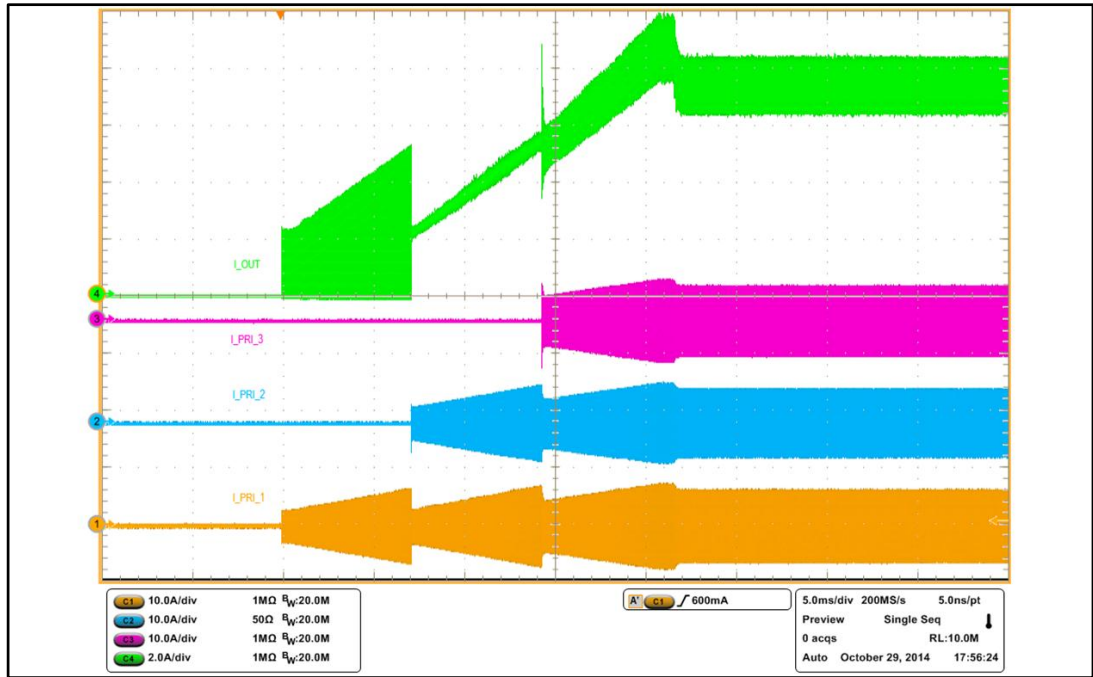 I_OUT
4
3
I_PRI_3
I_PRI_2
2
I_PRI_1
1
C1 10.0A/div 1MΩ BW:20.0M
C2 10.0A/div 50Ω BW:20.0M
C3 10.0A/div 1MΩ BW:20.0M
C4 2.0A/div 1MΩ BW:20.0M
A' C1 600mA
5.0ms/div 200MS/s 5.0ns/pt
Preview Single Seq
0 acqs RL:10.0M
Auto October 29, 2014 17:56:24